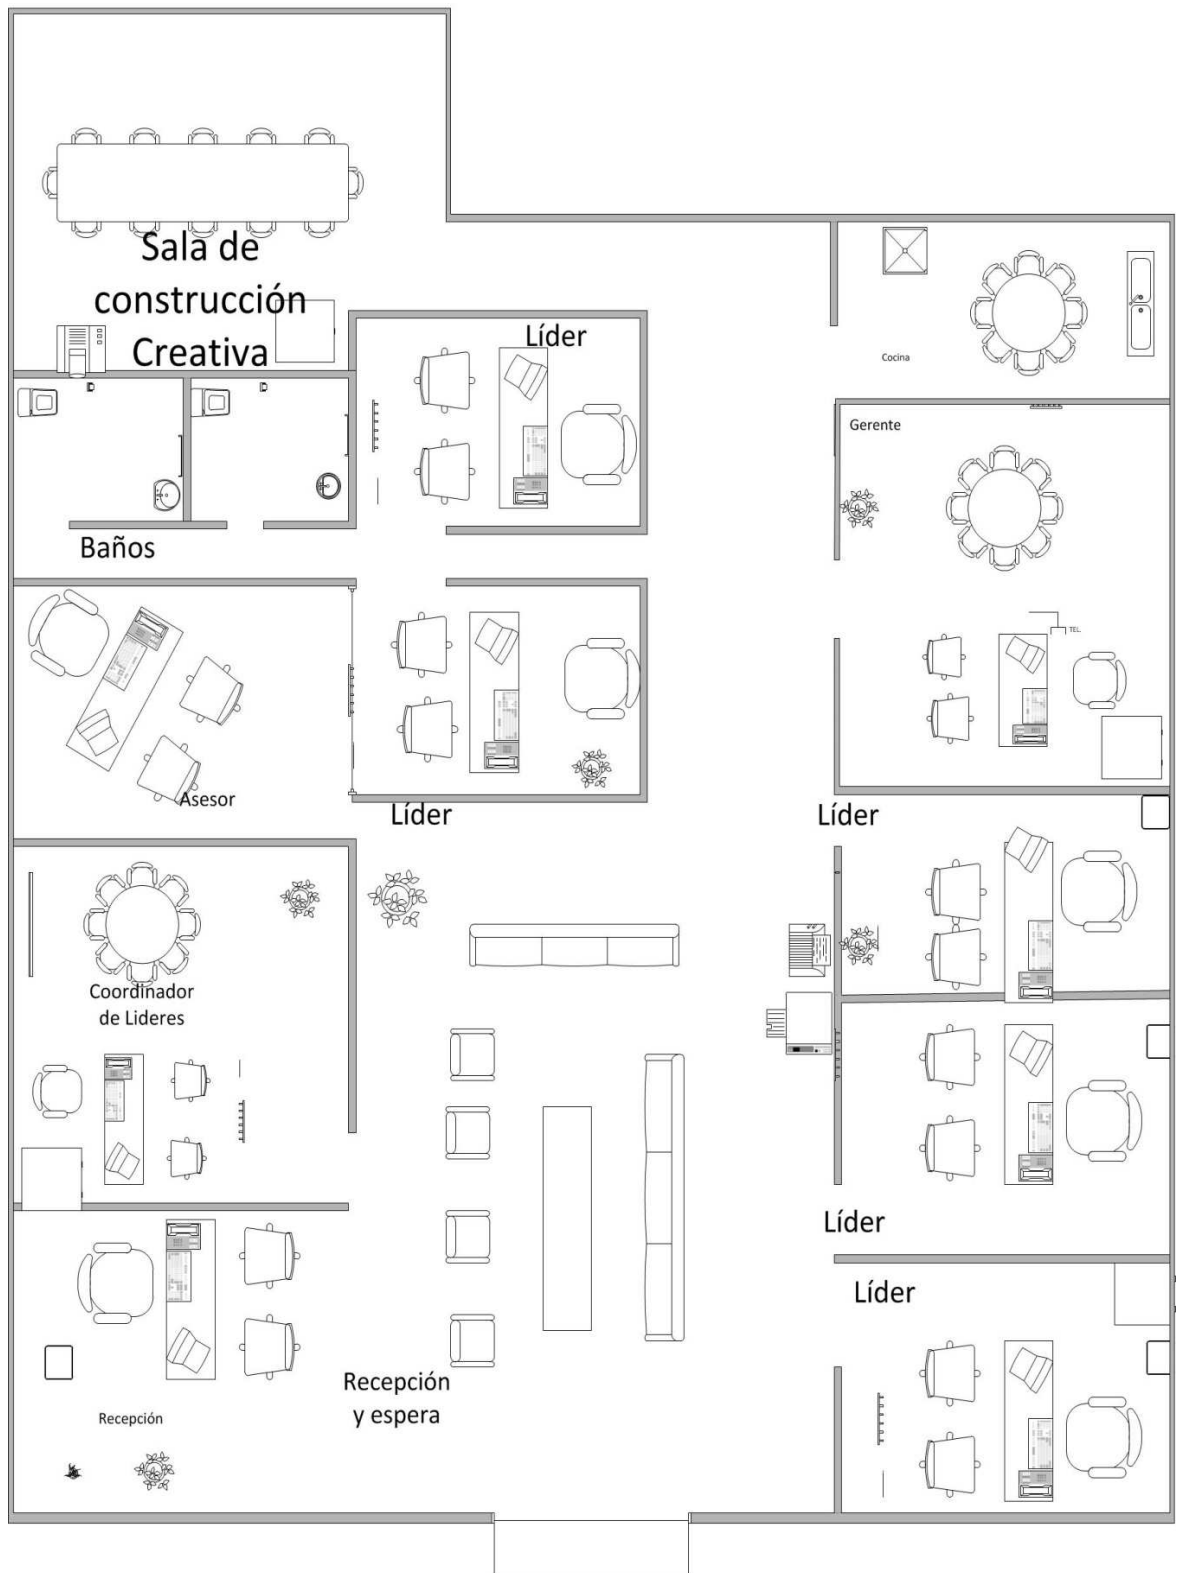 Sala de
construcción
Creativa
Líder
Cocina
Gerente
Baños
TEL.
Asesor
Líder
Líder
Coordinador
de Lideres
Líder
Líder
Recepción
y espera
Recepción